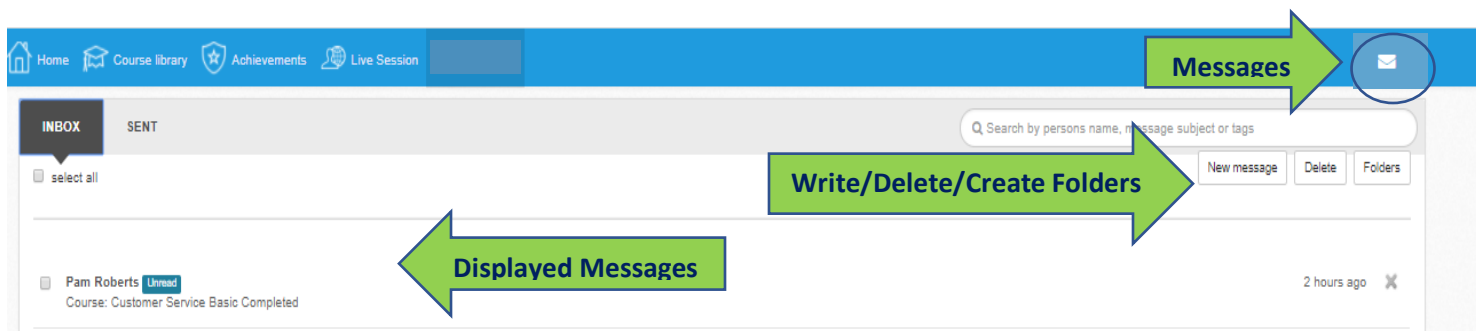 Home Course library Achievements Live Session
Messages
INBOX SENT
Search by persons name, message subject or tags
select all
Write/Delete/Create Folders
New message Delete Folders
Displayed Messages
Pam Roberts Unread 2 hours ago
Course: Customer Service Basic Completed